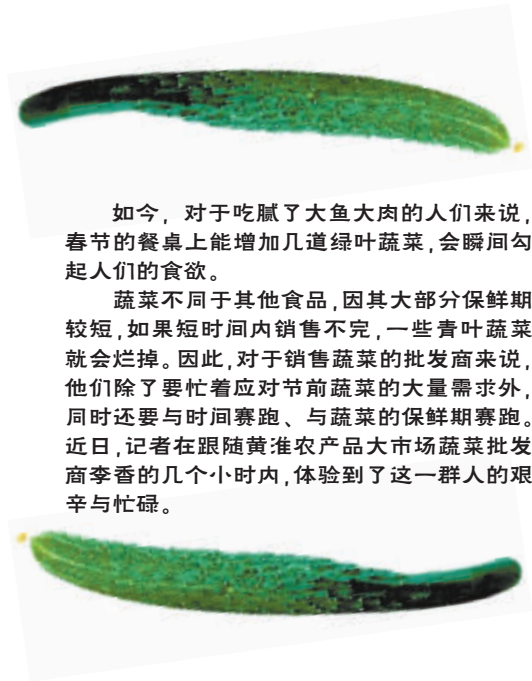 如今，对于吃腻了大鱼大肉的人们来说，
春节的餐桌上能增加几道绿叶蔬菜，会瞬间勾
起人们的食欲。
蔬菜不同于其他食品，因其大部分保鲜期
较短，如果短时间内销售不完，一些青叶蔬菜
就会烂掉。因此，对于销售蔬菜的批发商来说，
他们除了要忙着应对节前蔬菜的大量需求外，
同时还要与时间赛跑、与蔬菜的保鲜期赛跑。
近日，记者在跟随黄淮农产品大市场蔬菜批发
商李香的几个小时内，体验到了这一群人的艰
辛与忙碌。